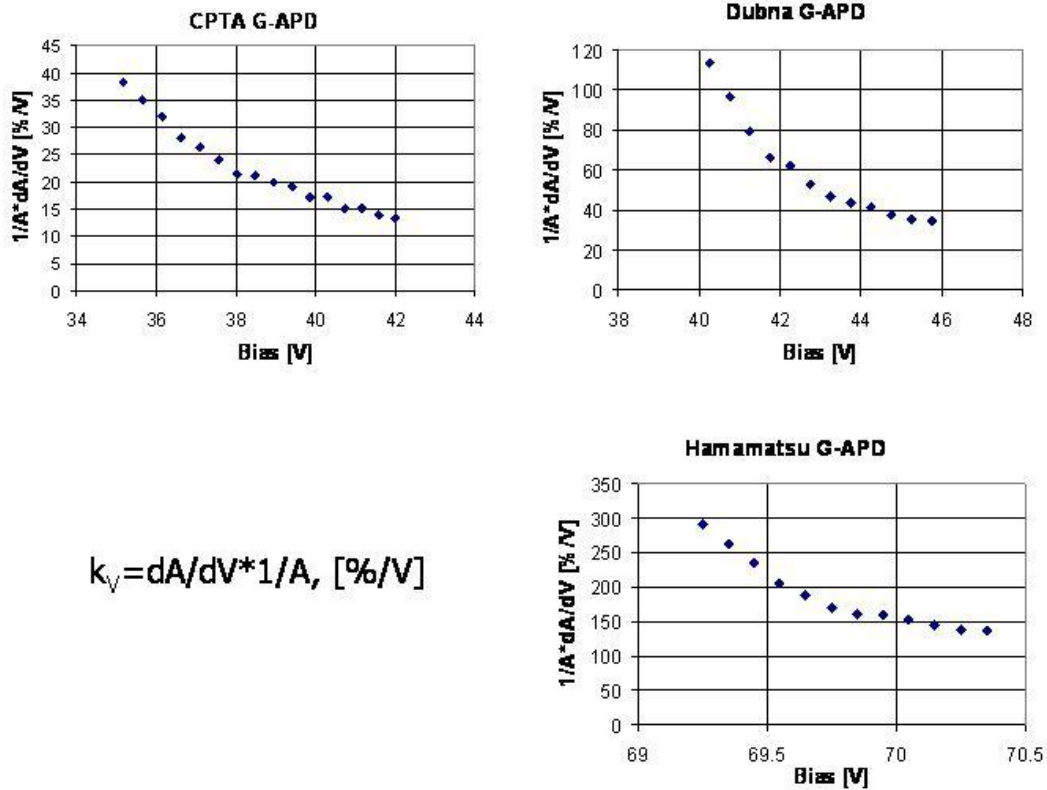 CPTA G-APD
1/A*dA/dV [%/V]
45
40
35
30
25
20
15
10
5
0
34 36 38 40 42 44
Bias [V]
Dubna G-APD
1/A*dA/dV [%/V]
120
100
80
60
40
20
0
38 40 42 44 46 48
Bias [V]
kV=dA/dV*1/A, [%/V]
Hamamatsu G-APD
1/A*dA/dV [%/V]
350
300
250
200
150
100
50
0
69 69.5 70 70.5
Bias [V]